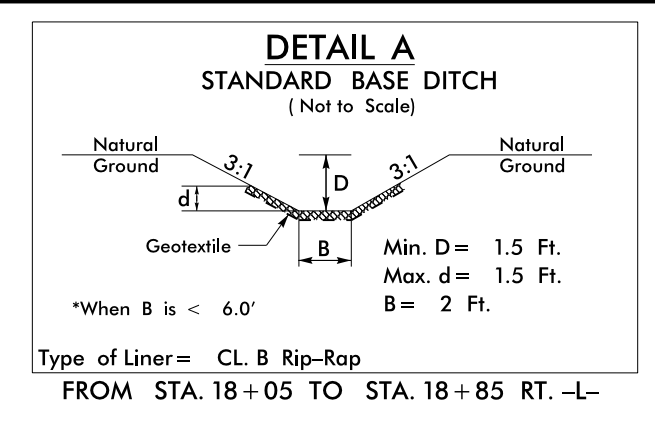 DETAIL A
STANDARD BASE DITCH
( Not to Scale)
Natural
Ground
3:1
D
3:1
Natural
Ground
d
Geotextile
B
Min. D = 1.5 Ft.
Max. d = 1.5 Ft.
B = 2 Ft.
*When B is < 6.0'
Type of Liner = CL. B Rip-Rap
FROM STA. 18+05 TO STA. 18+85 RT. -L-